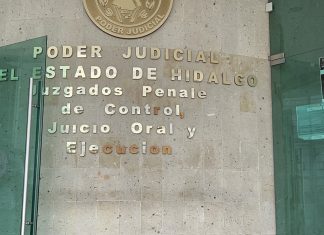 PODER JUDICIAL
PODER JUDICIAL
EL ESTADO DE HIDALGO
Juzgados Penale
de Control,
Juicio Oral y
Ejecucion